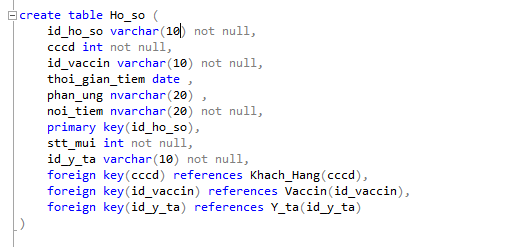 create table Ho_so (
id_ho_so varchar(10) not null,
cccd int not null,
id_vaccin varchar(10) not null,
thoi_gian_tiem date ,
phan_ung nvarchar(20) ,
noi_tiem nvarchar(20) not null,
primary key(id_ho_so),
stt_mui int not null,
id_y_ta varchar(10) not null,
foreign key(cccd) references Khach_Hang(cccd),
foreign key(id_vaccin) references Vaccin(id_vaccin),
foreign key(id_y_ta) references Y_ta(id_y_ta)
)